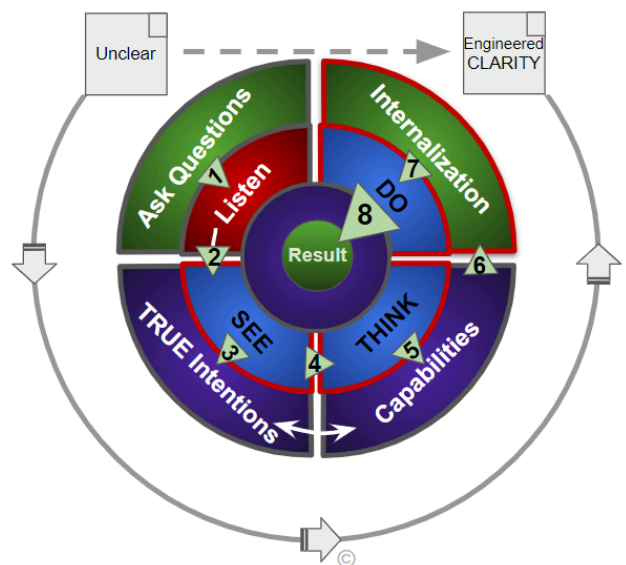 Unclear
Engineered
CLARITY
Ask Questions
1
Listen
2
TRUE Intentions
SEE
3
4
THINK
5
Capabilities
6
Internalization
7
DO
8
Result
©